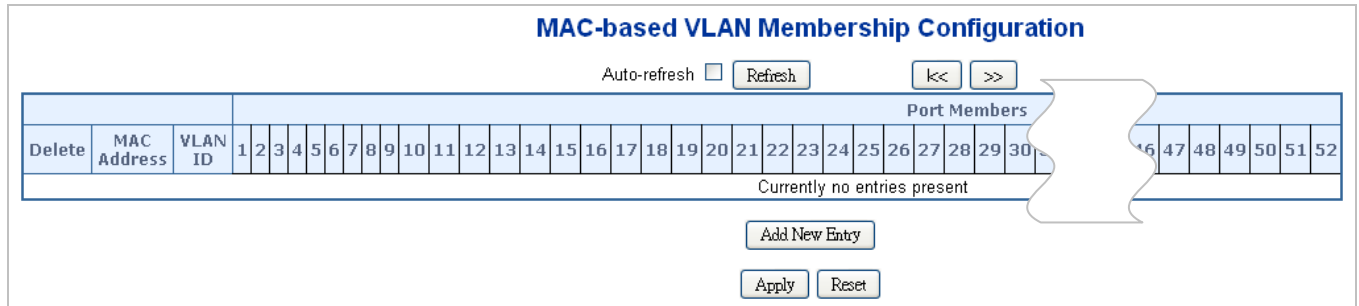 MAC-based VLAN Membership Configuration
Auto-refresh Refresh |<< >>
Port Members
Delete MAC Address VLAN ID 1 2 3 4 5 6 7 8 9 10 11 12 13 14 15 16 17 18 19 20 21 22 23 24 25 26 27 28 29 30 47 48 49 50 51 52
Currently no entries present
Add New Entry
Apply Reset